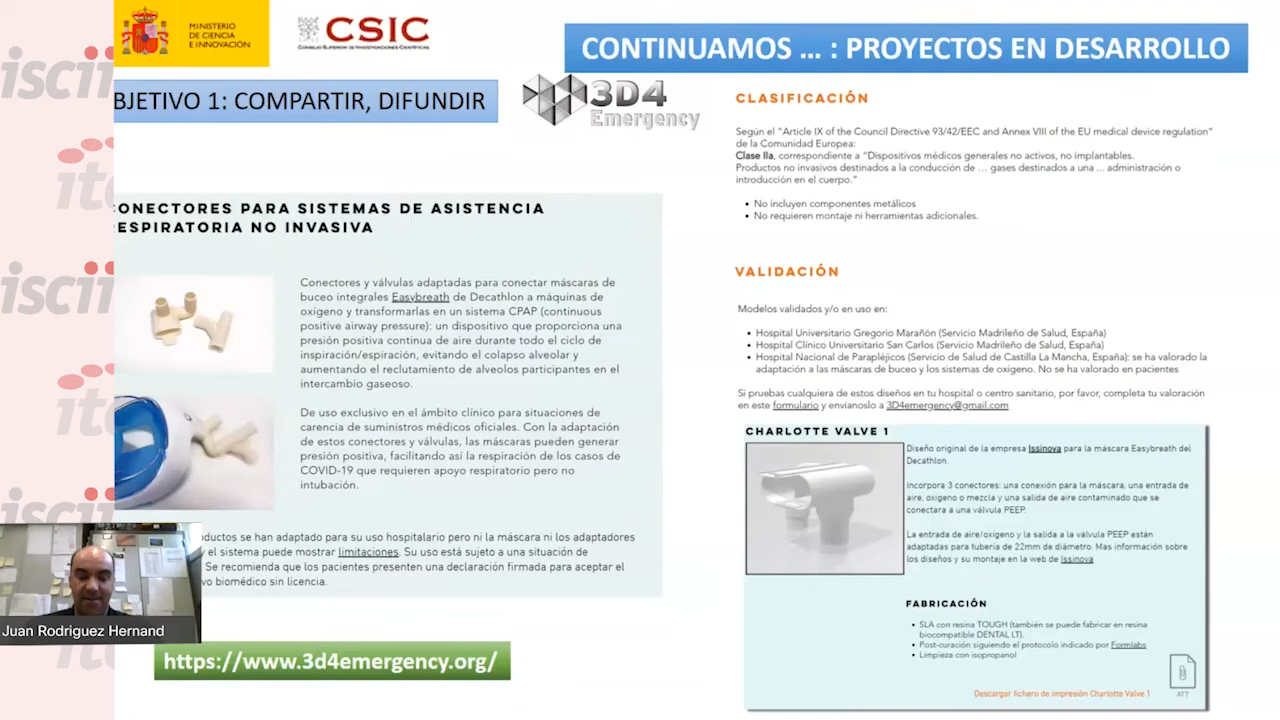 MINISTERIO
DE CIENCIA
E INNOVACIÓN
CSIC
CONSEJO SUPERIOR DE INVESTIGACIONES CIENTÍFICAS
CONTINUAMOS ... : PROYECTOS EN DESARROLLO
BJETIVO 1: COMPARTIR, DIFUNDIR
3D4
Emergency
iscii
ite
iscii
ite
iscii
ite
ONECTORES PARA SISTEMAS DE ASISTENCIA
ESPIRATORIA NO INVASIVA
Conectores y válvulas adaptadas para conectar máscaras de
buceo integrales Easybreath de Decathlon a máquinas de
oxígeno y transformarlas en un sistema CPAP (continuous
positive airway pressure): un dispositivo que proporciona una
presión positiva continua de aire durante todo el ciclo de
inspiración/espiración, evitando el colapso alveolar y
aumentando el reclutamiento de alveolos participantes en el
intercambio gaseoso.
De uso exclusivo en el ámbito clínico para situaciones de
carencia de suministros médicos oficiales. Con la adaptación
de estos conectores y válvulas, las máscaras pueden generar
presión positiva, facilitando así la respiración de los casos de
COVID-19 que requieren apoyo respiratorio pero no
intubación.
ductos se han adaptado para su uso hospitalario pero ni la máscara ni los adaptadores
y el sistema puede mostrar limitaciones. Su uso está sujeto a una situación de
. Se recomienda que los pacientes presenten una declaración firmada para aceptar el
vo biomédico sin licencia.
Juan Rodriguez Hernand
https://www.3d4emergency.org/
CLASIFICACIÓN
Según el "Article IX of the Council Directive 93/42/EEC and Annex VIII of the EU medical device regulation"
de la Comunidad Europea:
Clase IIa, correspondiente a "Dispositivos médicos generales no activos, no implantables.
Productos no invasivos destinados a la conducción de ... gases destinados a una ... administración o
introducción en el cuerpo."
• No incluyen componentes metálicos
• No requieren montaje ni herramientas adicionales.
VALIDACIÓN
Modelos validados y/o en uso en:
• Hospital Universitario Gregorio Marañón (Servicio Madrileño de Salud, España)
• Hospital Clínico Universitario San Carlos (Servicio Madrileño de Salud, España)
• Hospital Nacional de Parapléjicos (Servicio de Salud de Castilla La Mancha, España): se ha valorado la
adaptación a las máscaras de buceo y los sistemas de oxígeno. No se ha valorado en pacientes
Si pruebas cualquiera de estos diseños en tu hospital o centro sanitario, por favor, completa tu valoración
en este formulario y envíanoslo a 3D4emergency@gmail.com
CHARLOTTE VALVE 1
Diseño original de la empresa Issinova para la máscara Easybreath del
Decathlon.
Incorpora 3 conectores: una conexión para la máscara, una entrada de
aire, oxígeno o mezcla y una salida de aire contaminado que se
conectara a una válvula PEEP.
La entrada de aire/oxígeno y la salida a la válvula PEEP están
adaptadas para tubería de 22mm de diámetro. Mas información sobre
los diseños y su montaje en la web de Issinova
FABRICACIÓN
• SLA con resina TOUGH (también se puede fabricar en resina
biocompatible DENTAL LT).
• Post-curación siguiendo el protocolo indicado por Formlabs
• Limpieza con isopropanol
ATT
Descargar fichero de impresión Charlotte Valve 1